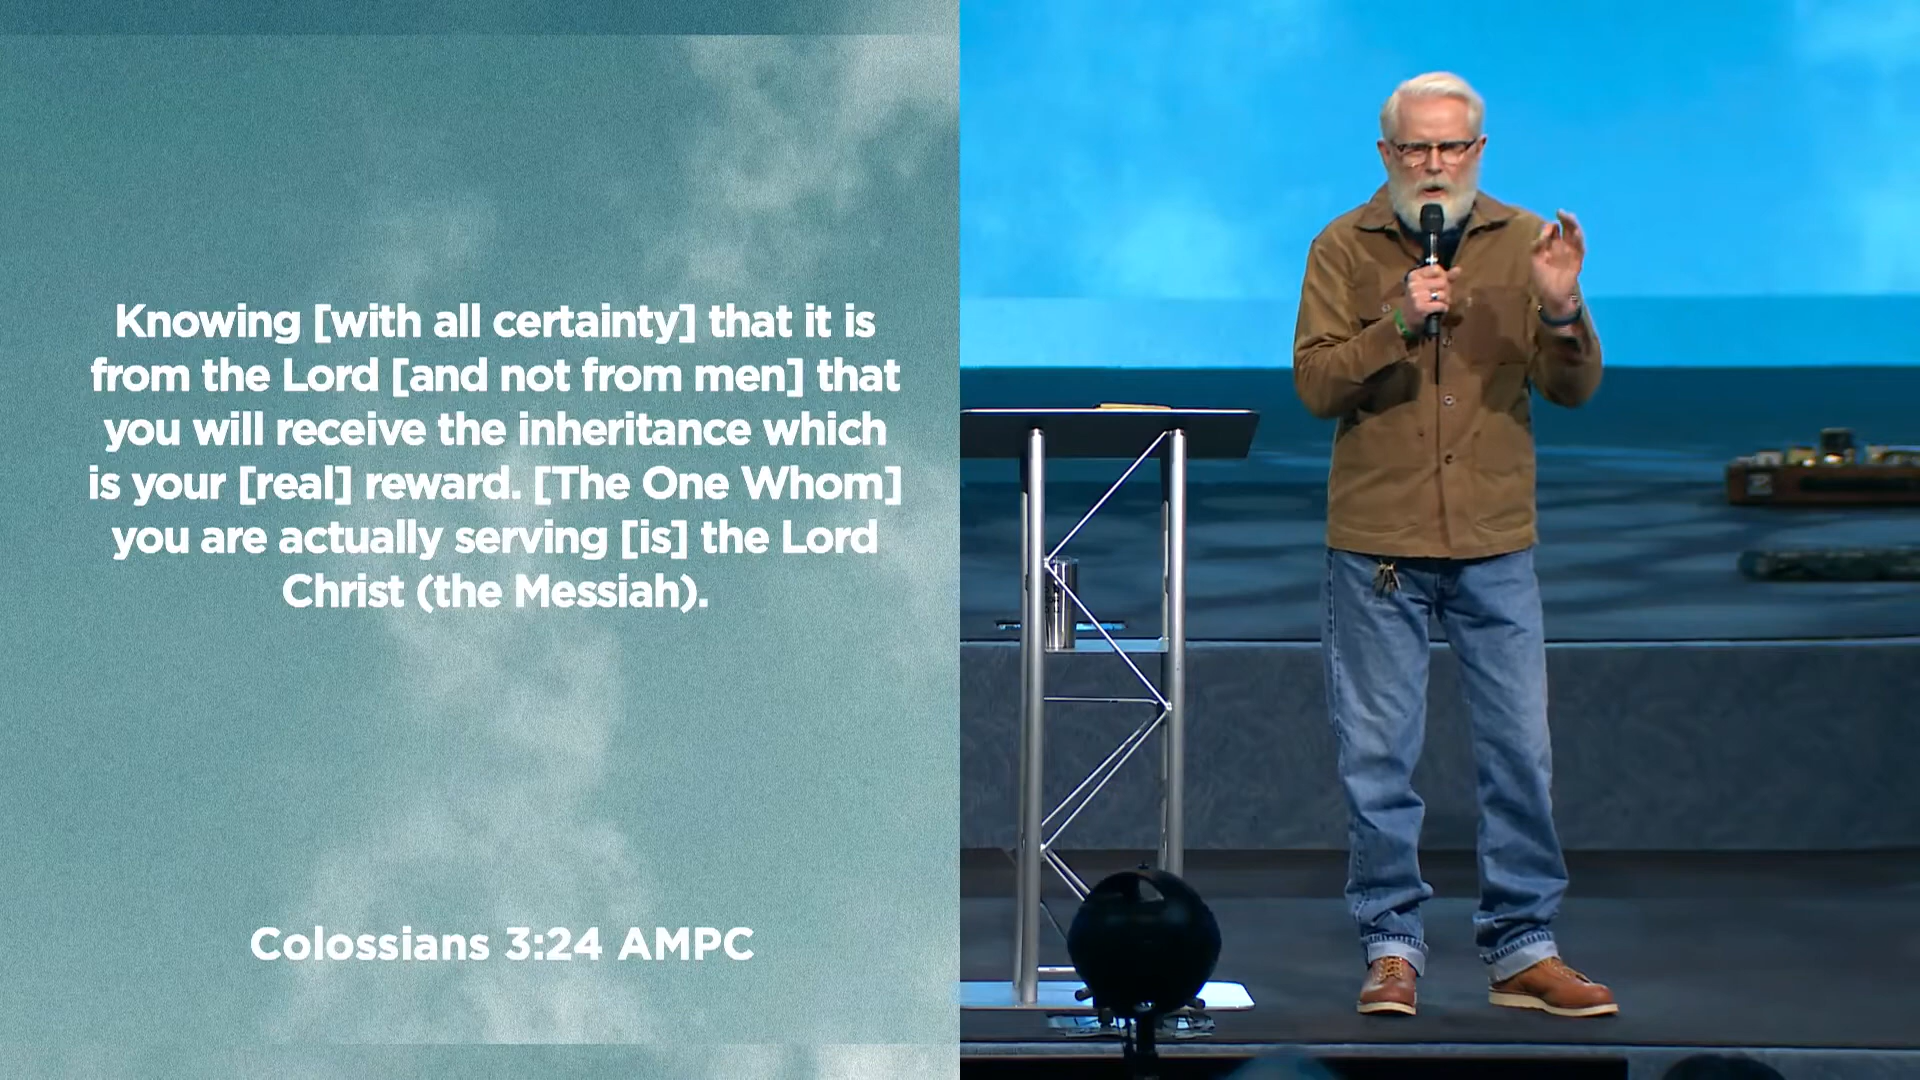 Knowing [with all certainty] that it is
from the Lord [and not from men] that
you will receive the inheritance which
is your [real] reward. [The One Whom]
you are actually serving [is] the Lord
Christ (the Messiah).
Colossians 3:24 AMPC